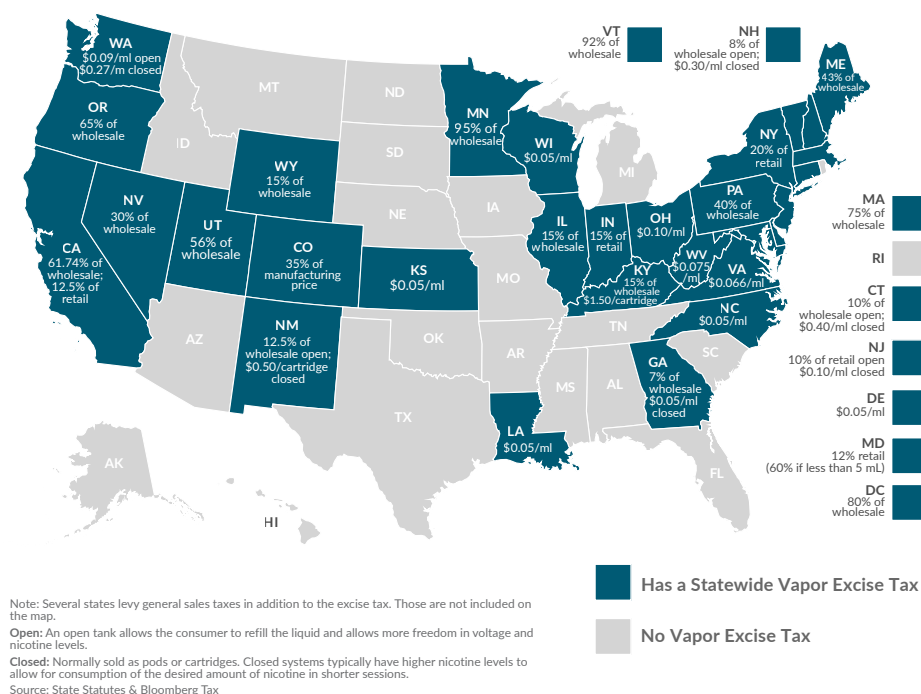 WA
$0.09/ml open
$0.27/m closed
OR
65% of
wholesale
CA
61.74% of
wholesale;
12.5% of
retail
NV
30% of
wholesale
ID
MT
WY
15% of
wholesale
UT
56% of
wholesale
CO
35% of
manufacturing
price
AZ
NM
12.5% of
wholesale open;
$0.50/cartridge
closed
ND
SD
NE
KS
$0.05/ml
OK
TX
MN
95% of
wholesale
IA
MO
AR
LA
$0.05/ml
WI
$0.05/ml
IL
15% of
wholesale
MI
IN
15% of
retail
OH
$0.10/ml
KY
15% of
wholesale
$1.50/cartridge
TN
MS
AL
GA
7% of
wholesale
$0.05/ml
closed
FL
SC
NC
$0.05/ml
WV
$0.075
/ml
VA
$0.066/ml
PA
40% of
wholesale
NY
20% of
retail
ME
43% of
wholesale
VT
92% of
wholesale
NH
8% of
wholesale open;
$0.30/ml closed
MA
75% of
wholesale
RI
CT
10% of
wholesale open;
$0.40/ml closed
NJ
10% of retail open
$0.10/ml closed
DE
$0.05/ml
MD
12% retail
(60% if less than 5 mL)
DC
80% of
wholesale
AK
HI
Has a Statewide Vapor Excise Tax
No Vapor Excise Tax
Note: Several states levy general sales taxes in addition to the excise tax. Those are not included on
the map.
Open: An open tank allows the consumer to refill the liquid and allows more freedom in voltage and
nicotine levels.
Closed: Normally sold as pods or cartridges. Closed systems typically have higher nicotine levels to
allow for consumption of the desired amount of nicotine in shorter sessions.
Source: State Statutes & Bloomberg Tax